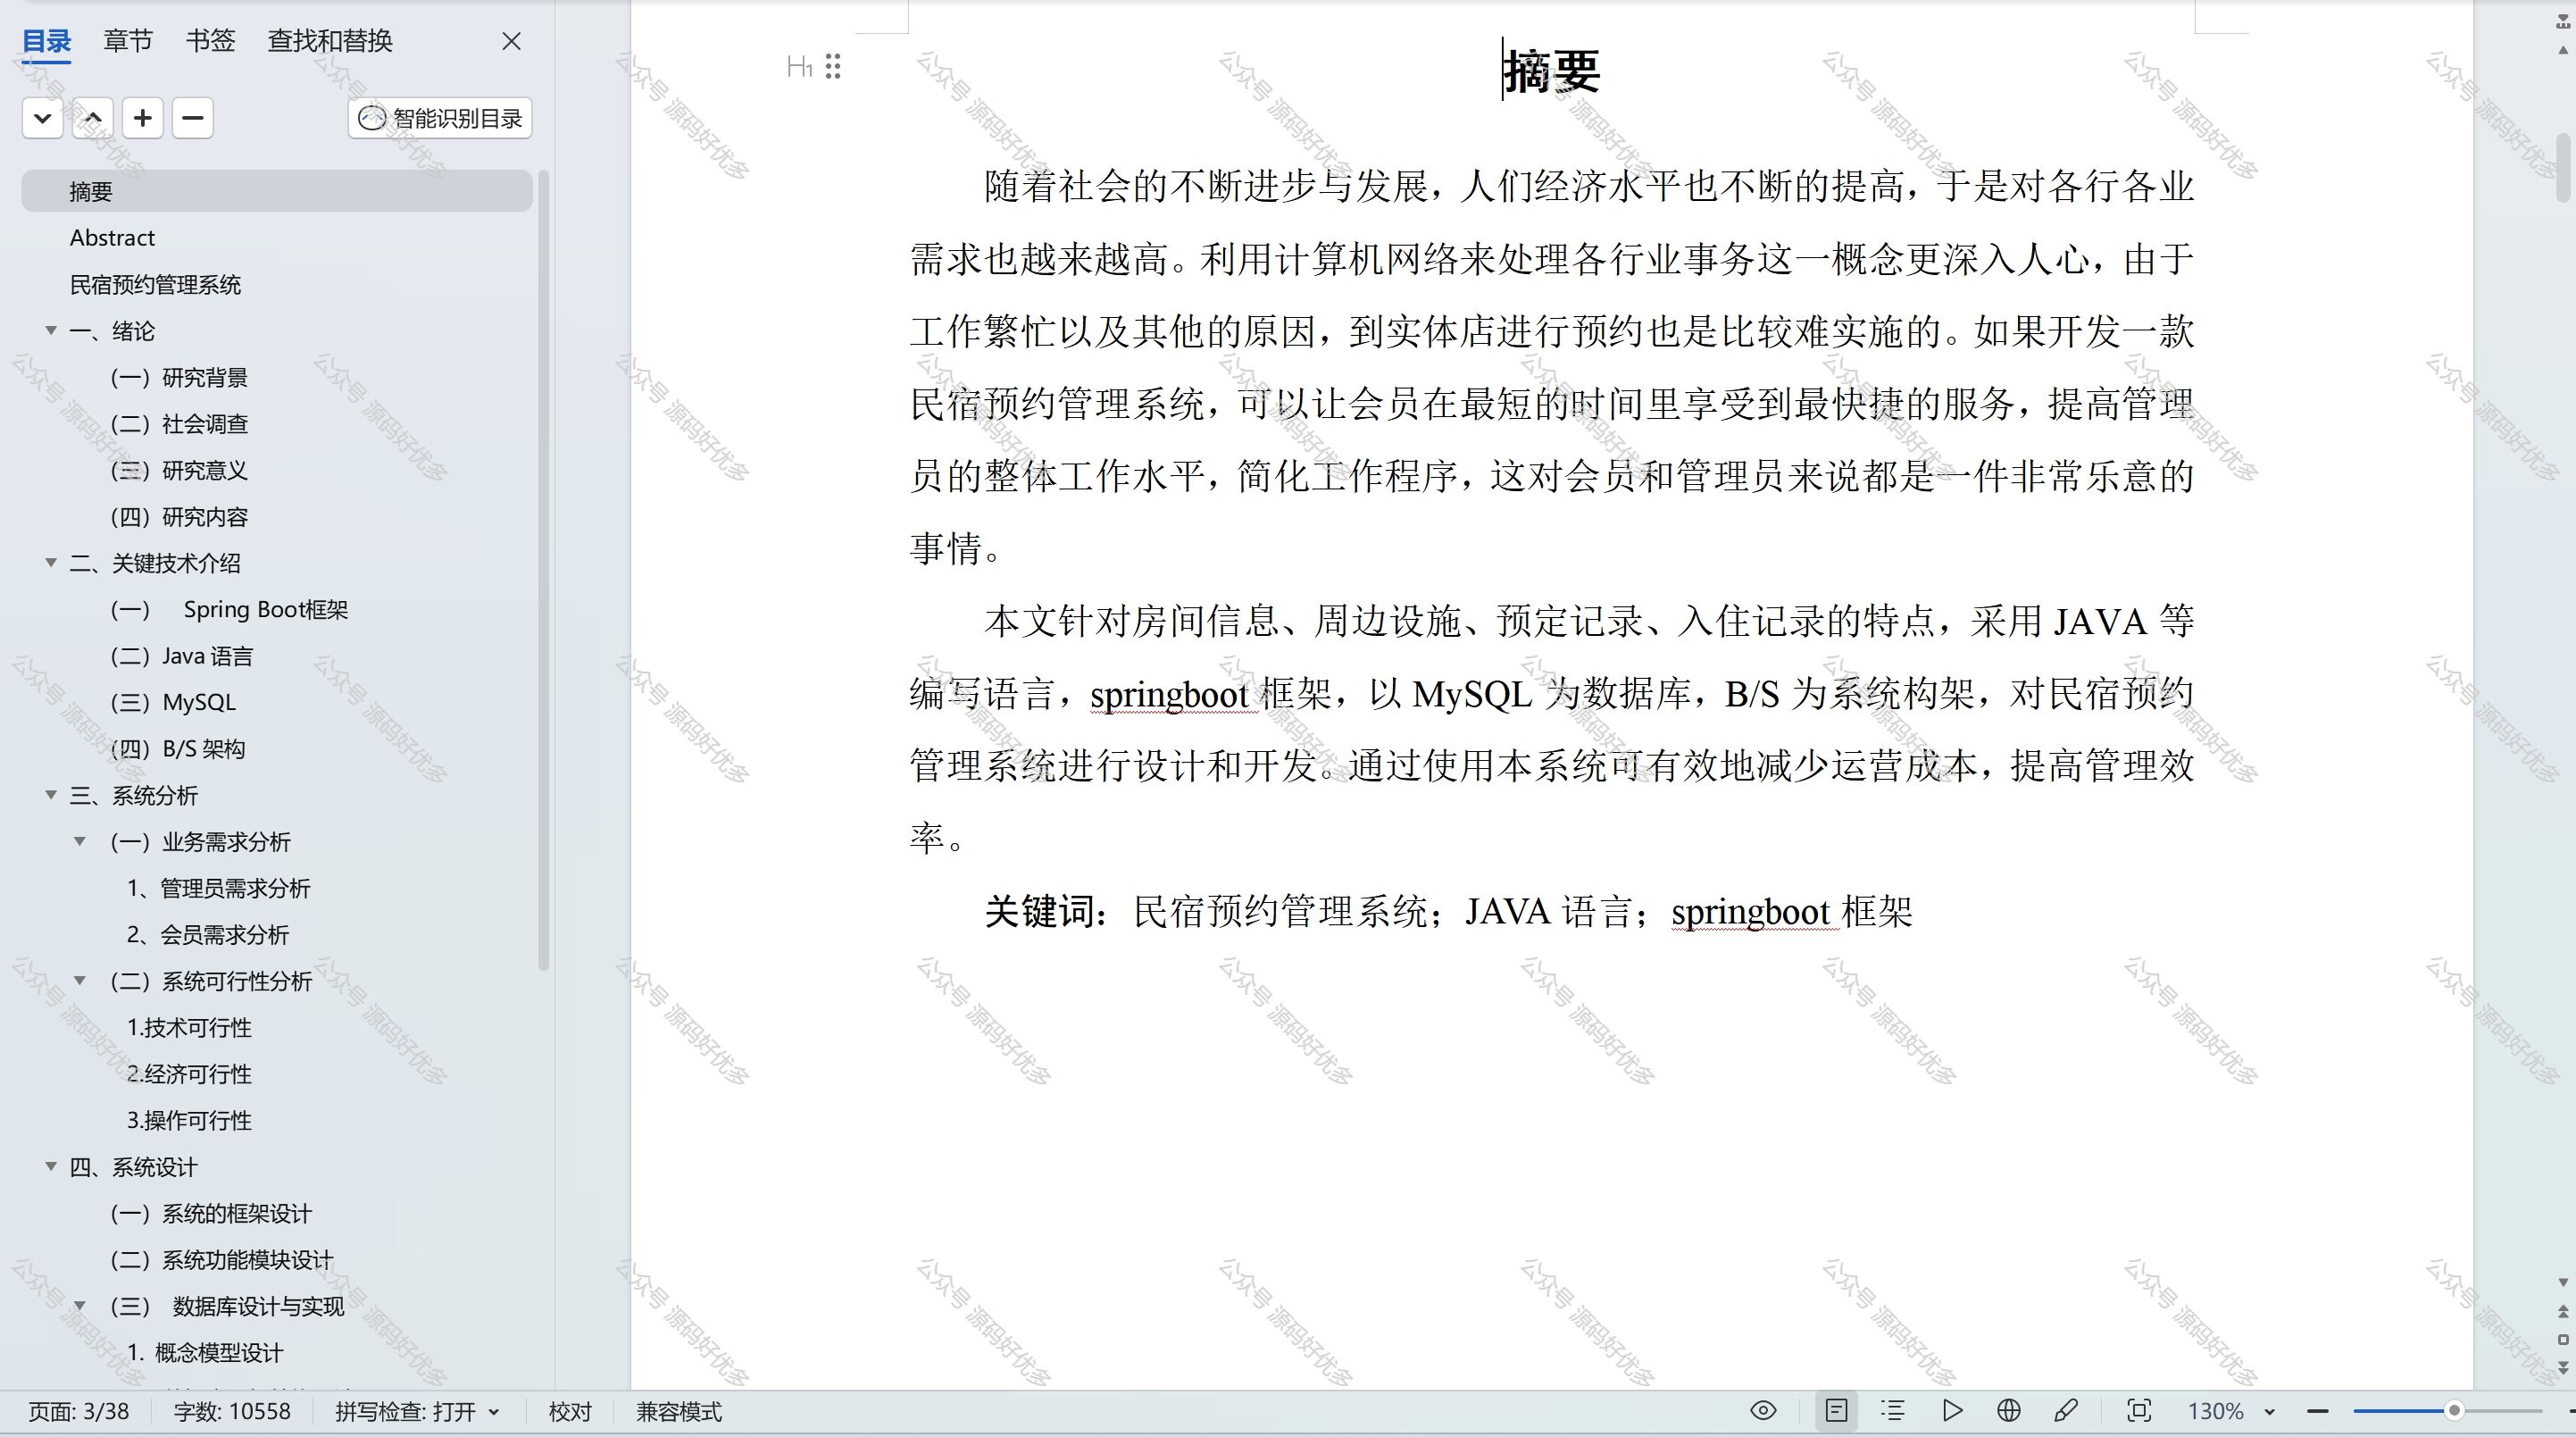 目录 章节 书签 查找和替换
智能识别目录
摘要
Abstract
民宿预约管理系统
一、绪论
（一）研究背景
（二）社会调查
（三）研究意义
（四）研究内容
二、关键技术介绍
（一） Spring Boot框架
（二）Java 语言
（三）MySQL
（四）B/S 架构
三、系统分析
（一）业务需求分析
1、管理员需求分析
2、会员需求分析
（二）系统可行性分析
1.技术可行性
2.经济可行性
3.操作可行性
四、系统设计
（一）系统的框架设计
（二）系统功能模块设计
（三） 数据库设计与实现
1. 概念模型设计
H1
摘要
随着社会的不断进步与发展，人们经济水平也不断的提高，于是对各行各业
需求也越来越高。利用计算机网络来处理各行业事务这一概念更深入人心，由于
工作繁忙以及其他的原因，到实体店进行预约也是比较难实施的。如果开发一款
民宿预约管理系统，可以让会员在最短的时间里享受到最快捷的服务，提高管理
员的整体工作水平，简化工作程序，这对会员和管理员来说都是一件非常乐意的
事情。
本文针对房间信息、周边设施、预定记录、入住记录的特点，采用 JAVA 等
编写语言，springboot 框架，以 MySQL 为数据库，B/S 为系统构架，对民宿预约
管理系统进行设计和开发。通过使用本系统可有效地减少运营成本，提高管理效
率。
关键词：民宿预约管理系统；JAVA 语言；springboot 框架
页面: 3/38 字数: 10558 拼写检查: 打开 校对 兼容模式 130%
公众号 源码好优多